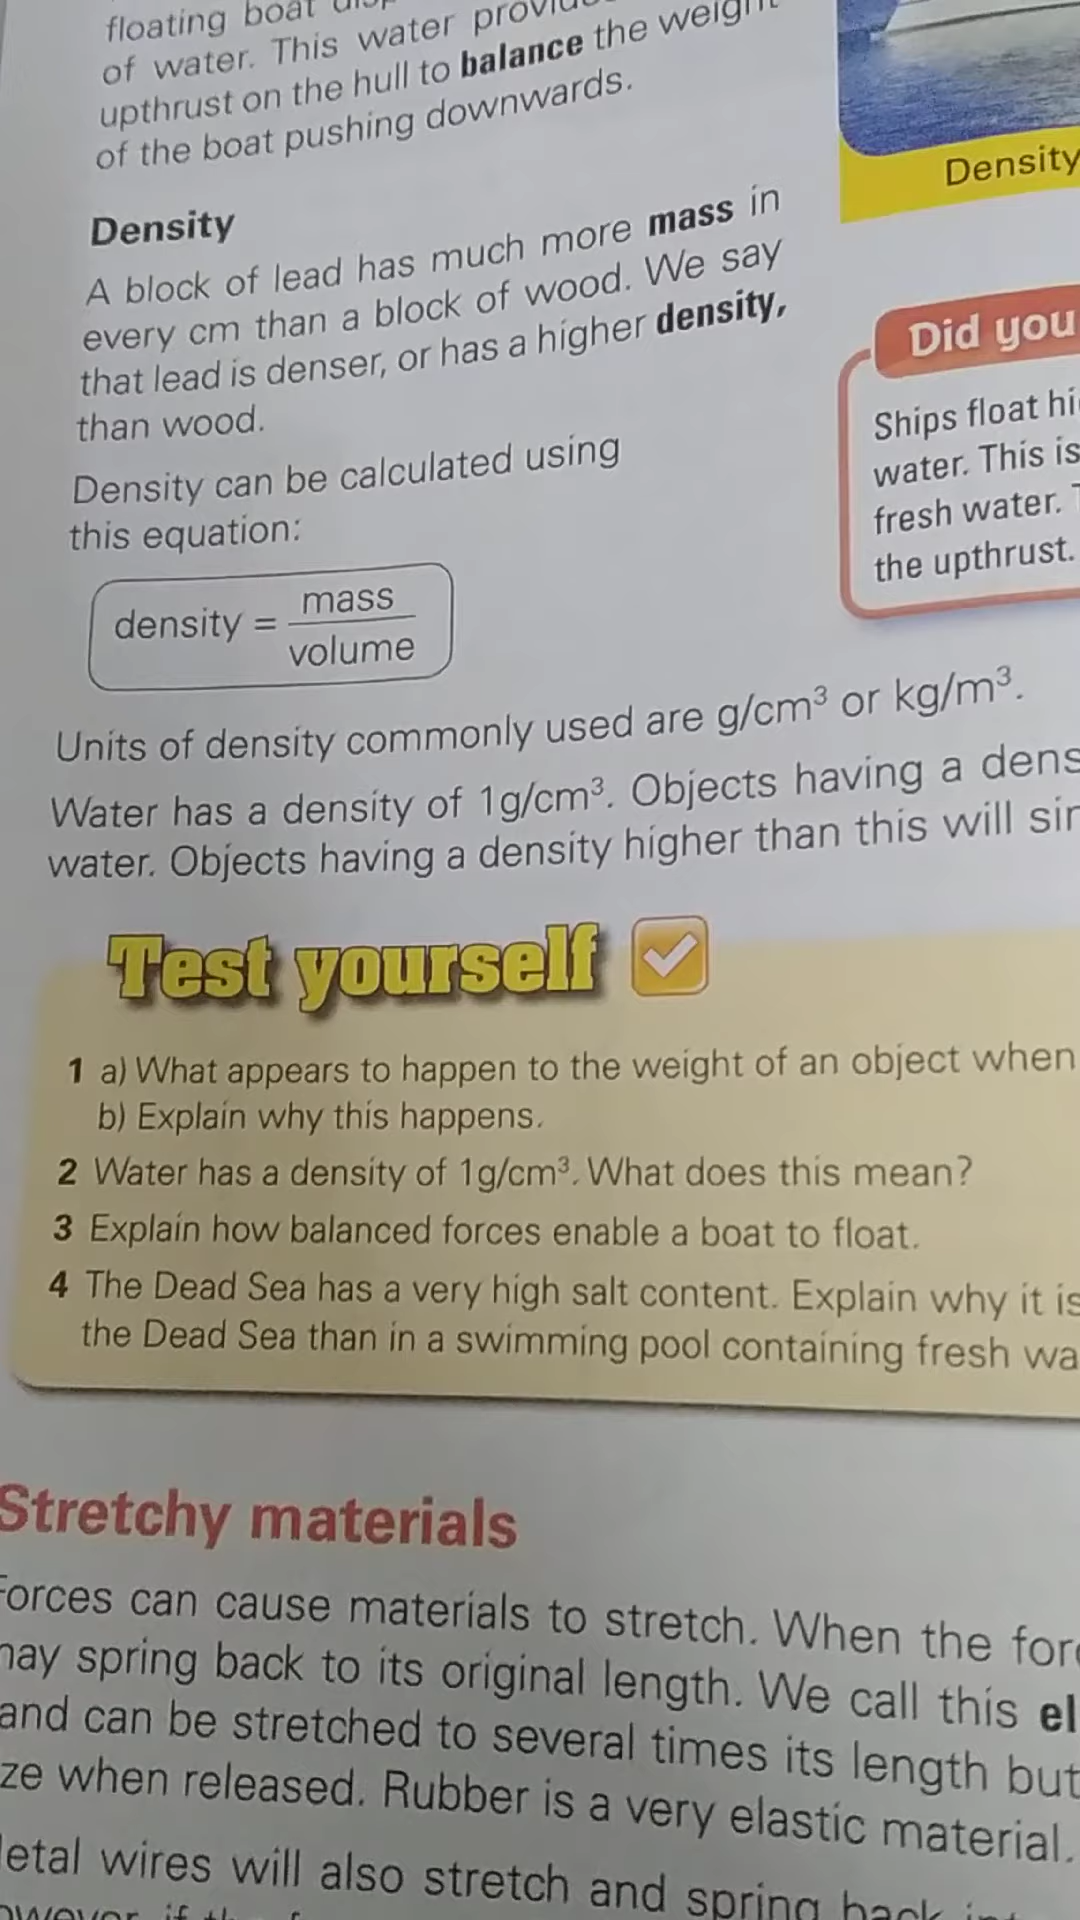 floating boat
of water. This water
upthrust on the hull to balance the weight
of the boat pushing downwards.
Density
A block of lead has much more mass in
every cm than a block of wood. We say
that lead is denser, or has a higher density,
than wood.
Density can be calculated using
this equation:
density = mass
volume
Units of density commonly used are g/cm³ or kg/m³.
Water has a density of 1g/cm³. Objects having a dens
water. Objects having a density higher than this will
Density
Did you
Ships float
water. This is
fresh water.
the upthrust.
Test yourself
1 a) What appears to happen to the weight of an object when
b) Explain why this happens.
2 Water has a density of 1g/cm³. What does this mean?
3 Explain how balanced forces enable a boat to float.
4 The Dead Sea has a very high salt content. Explain why it is
the Dead Sea than in a swimming pool containing fresh wa
Stretchy materials
Forces can cause materials to stretch. When the
may spring back to its original length. We call this el
and can be stretched to several times its length but
ze when released. Rubber is a very elastic material.
etal wires will also stretch and spring back